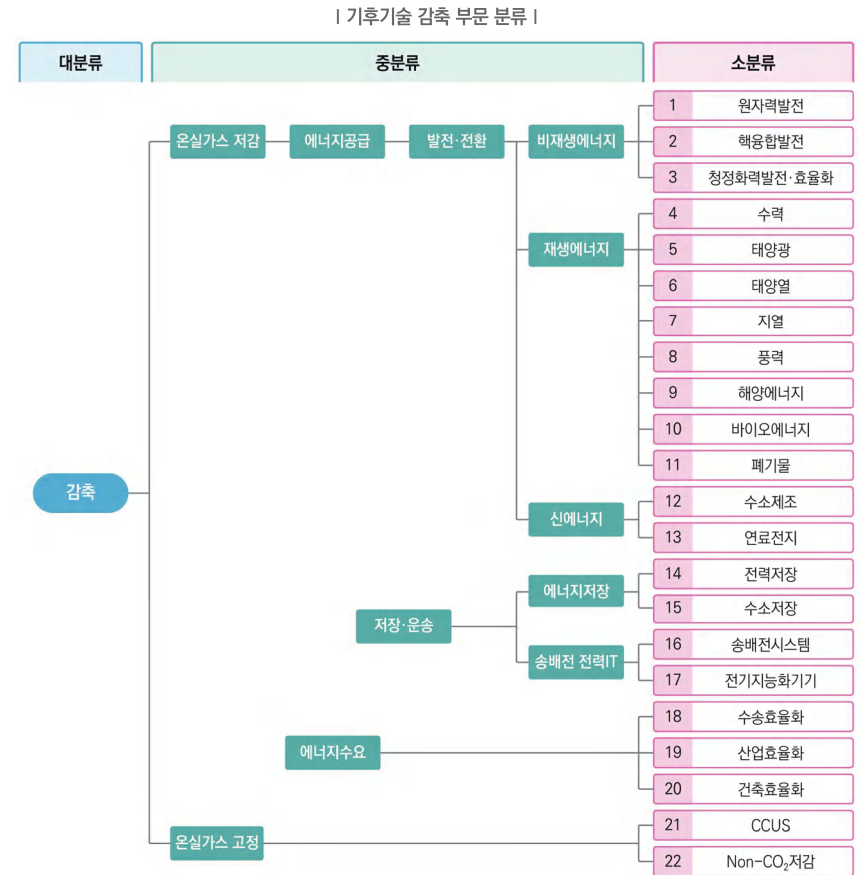 | 기후기술 감축 부문 분류 |
대분류 중분류 소분류
1 원자력발전
온실가스 저감 에너지공급 발전·전환 비재생에너지 2 핵융합발전
3 청정화력발전·효율화
4 수력
재생에너지 5 태양광
6 태양열
7 지열
8 풍력
9 해양에너지
10 바이오에너지
11 폐기물
감축
12 수소제조
신에너지
13 연료전지
14 전력저장
에너지저장
15 수소저장
저장·운송
16 송배전시스템
송배전 전력IT
17 전기지능화기기
18 수송효율화
에너지수요 19 산업효율화
20 건축효율화
21 CCUS
온실가스 고정
22 Non-CO₂저감